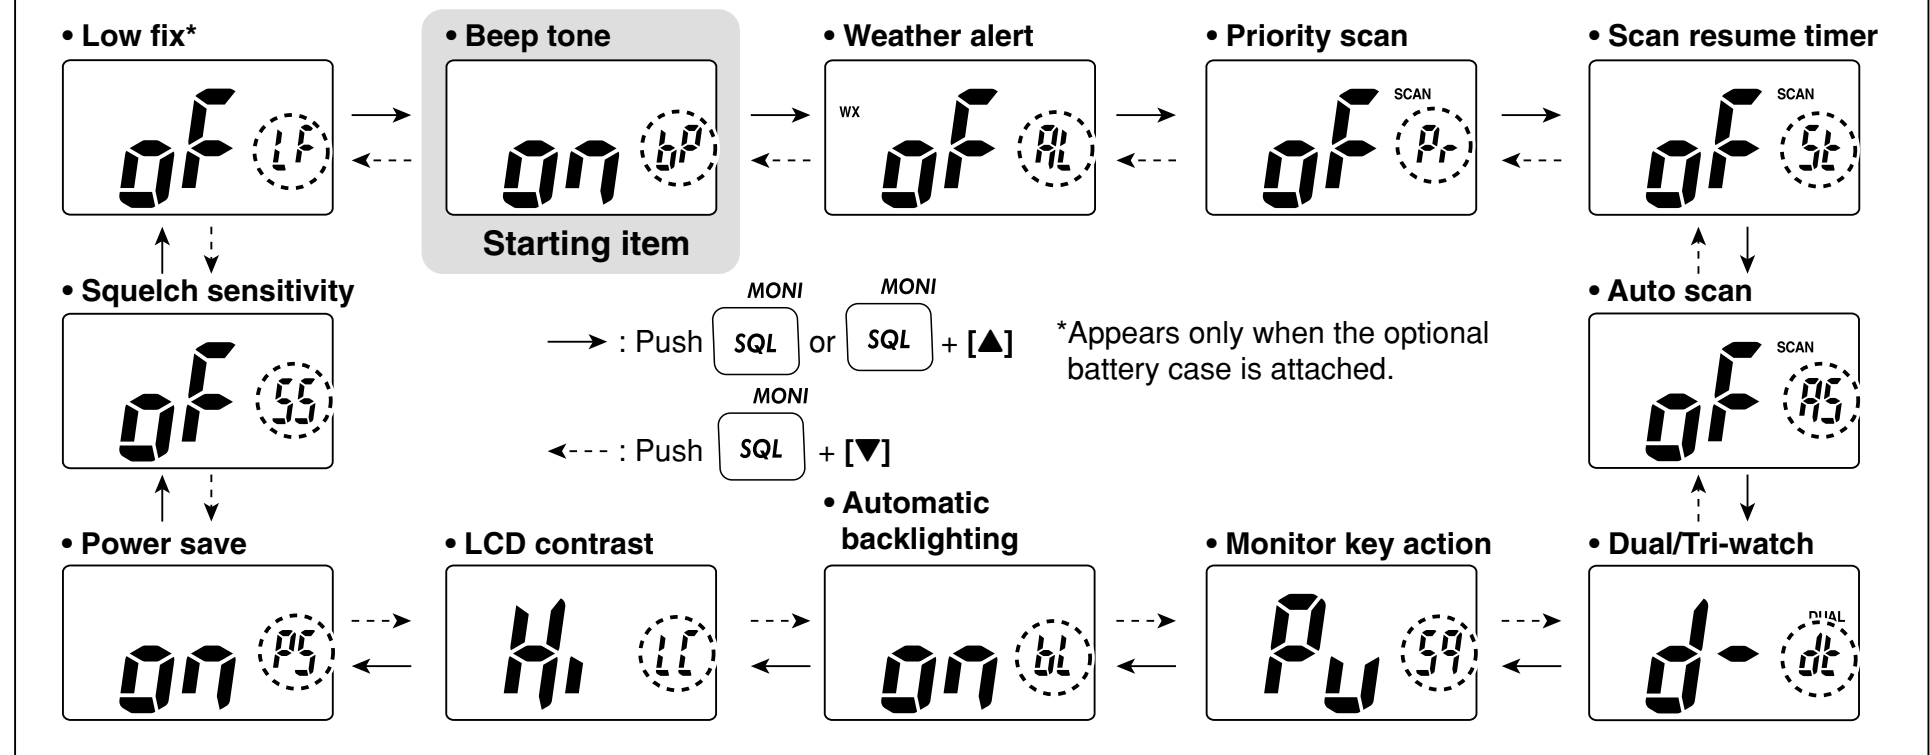 • Low fix* • Beep tone • Weather alert • Priority scan • Scan resume timer
oF LF on bP WX oF AL oF SCAN Pr oF SCAN St
Starting item
• Squelch sensitivity • Auto scan
oF SS oF SCAN AS
MONI MONI
: Push SQL or SQL + [▲]
*Appears only when the optional
battery case is attached.
MONI
: Push SQL + [▼]
• Power save • LCD contrast • Automatic
backlighting • Monitor key action • Dual/Tri-watch
on PS Hi LC on bL Pu Sq d- DUAL dt